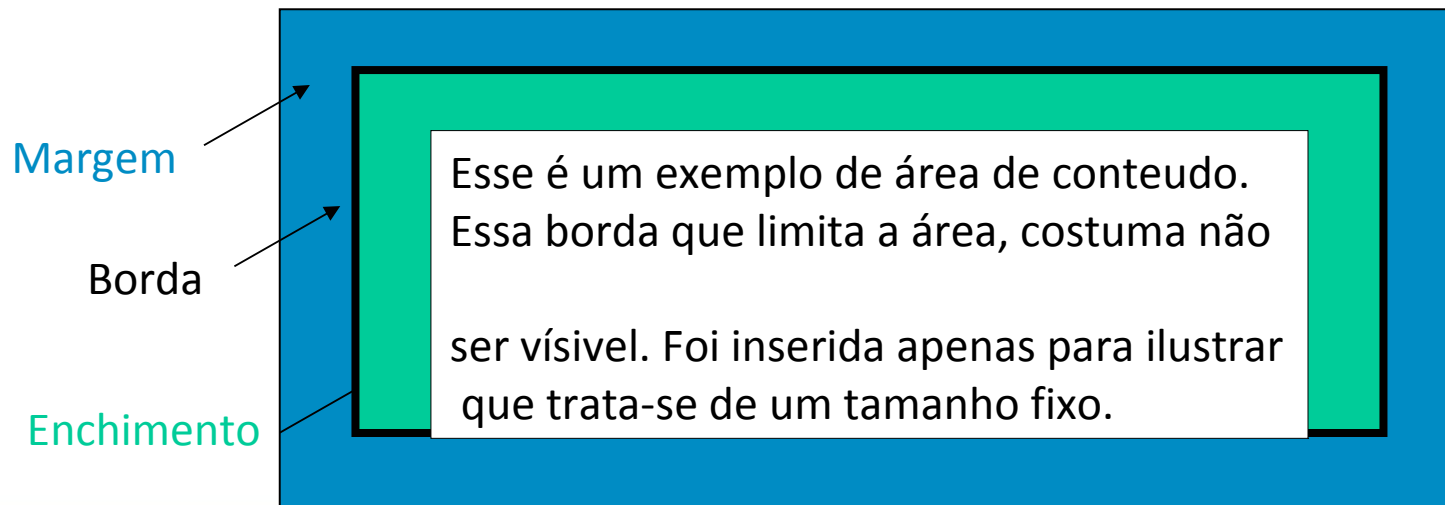 Margem
Borda
Enchimento
Esse é um exemplo de área de conteudo.
Essa borda que limita a área, costuma não
ser vísivel. Foi inserida apenas para ilustrar
que trata-se de um tamanho fixo.